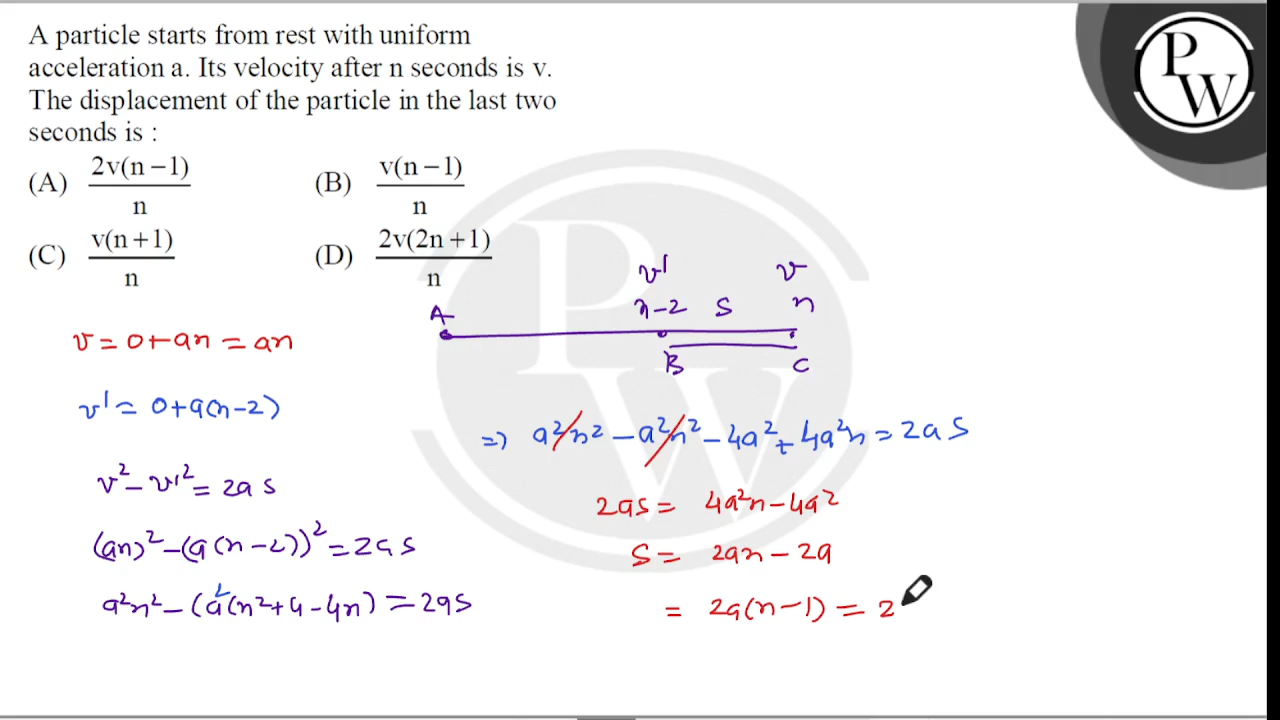 A particle starts from rest with uniform
acceleration a. Its velocity after n seconds is v.
The displacement of the particle in the last two
seconds is :
(A) 2v(n−1)/n (B) v(n−1)/n
(C) v(n+1)/n (D) 2v(2n+1)/n
PW
PW
v' v
A n-2 S n
B C
v = 0+an = an
v' = 0+a(n-2)
v² - v'² = 2as
(an)² - (a(n-2))² = 2as
a²n² - (a²(n²+4-4n) = 2as
=) a²n² - a²n² - 4a² + 4a²n = 2aS
2as = 4a²n - 4a²
S = 2an - 2a
= 2a(n-1) = 2